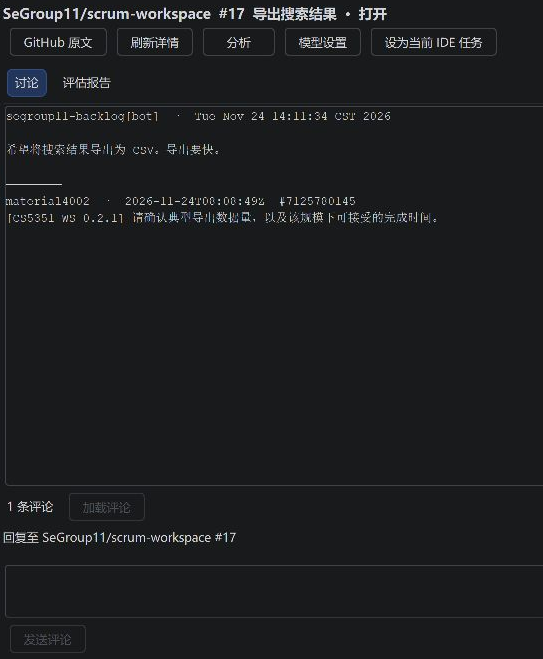 SeGroup11/scrum-workspace #17 导出搜索结果 • 打开
GitHub 原文 刷新详情 分析 模型设置 设为当前 IDE 任务
讨论 评估报告
segroup11-backlog[bot] · Tue Nov 24 14:11:34 CST 2026
希望将搜索结果导出为 CSV。导出要快。
material4002 · 2026-11-24T08:08:49Z #7125780145
[CS5351 WS 0.2.1] 请确认典型导出数据量，以及该规模下可接受的完成时间。
1 条评论 加载评论
回复至 SeGroup11/scrum-workspace #17
发送评论